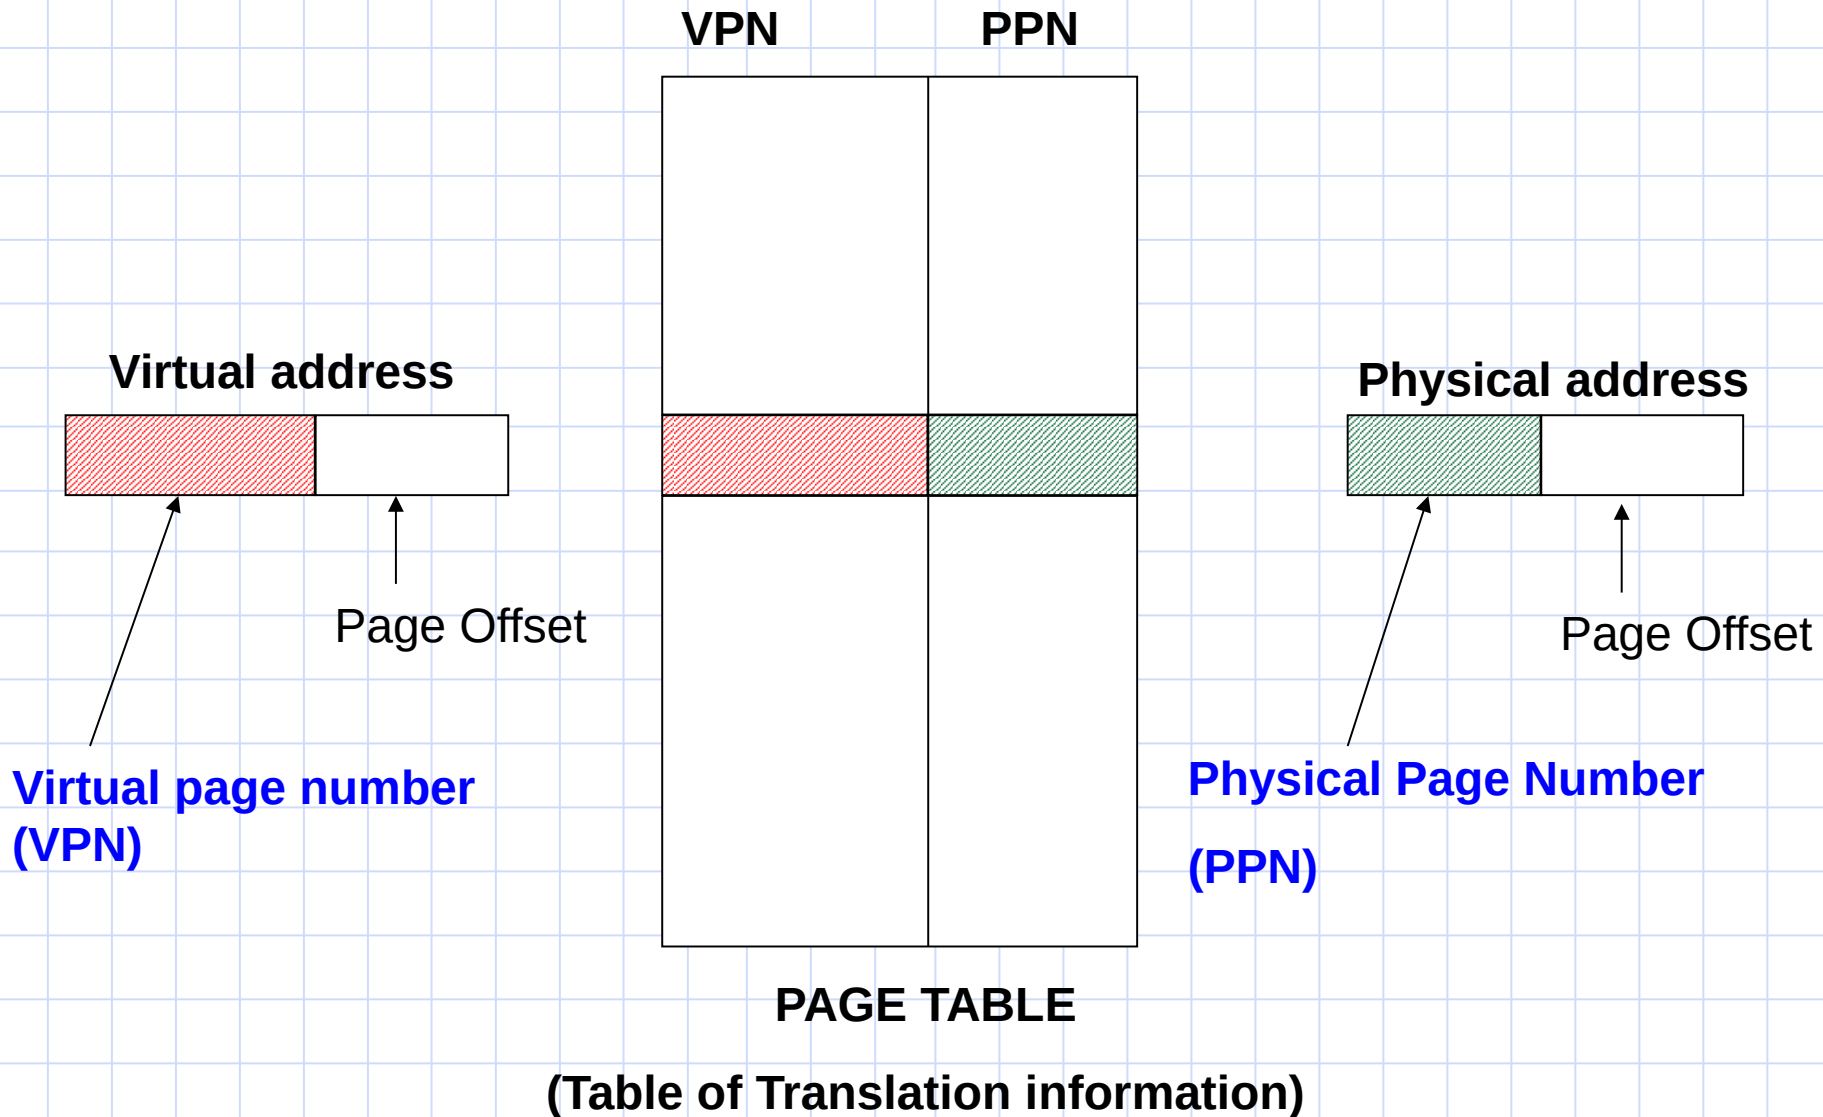 VPN PPN
Virtual address
Physical address
Page Offset
Page Offset
Virtual page number
(VPN)
Physical Page Number
(PPN)
PAGE TABLE
(Table of Translation information)